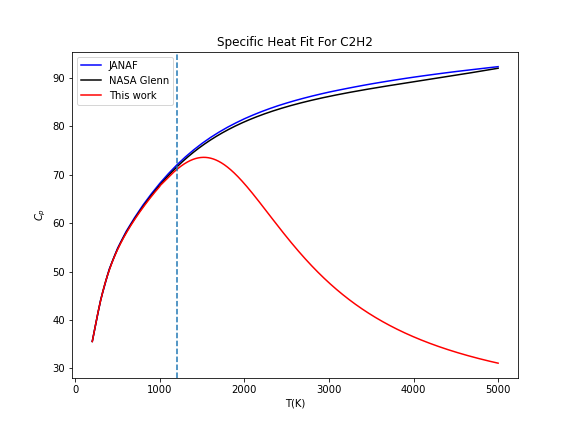 Specific Heat Fit For C2H2
JANAF
NASA Glenn
This work
90
80
70
60
50
40
30
Cₚ
0 1000 2000 3000 4000 5000
T(K)